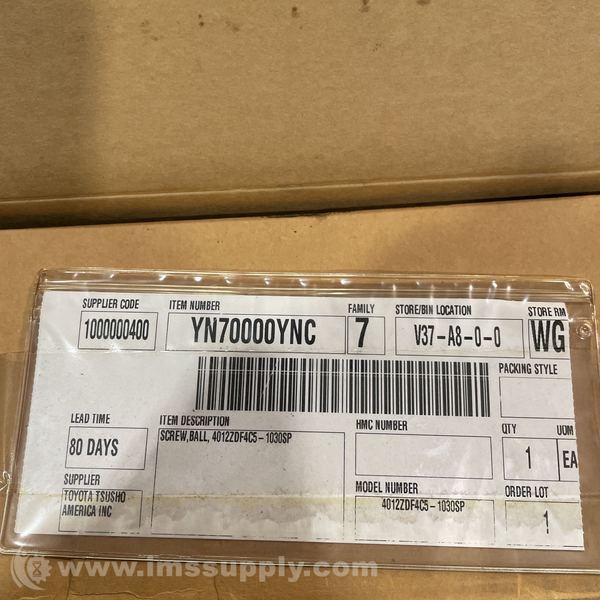 SUPPLIER CODE
1000000400
ITEM NUMBER
YN70000YNC
FAMILY
7
STORE/BIN LOCATION
V37-A8-0-0
STORE RM
WG
PACKING STYLE
LEAD TIME
80 DAYS
ITEM DESCRIPTION
SCREW,BALL, 4012ZDF4C5-1030SP
HMC NUMBER
QTY
1
UOM
EA
SUPPLIER
TOYOTA TSUSHO
AMERICA INC
MODEL NUMBER
4012ZDF4C5-1030SP
ORDER LOT
1
www.imssupply.com